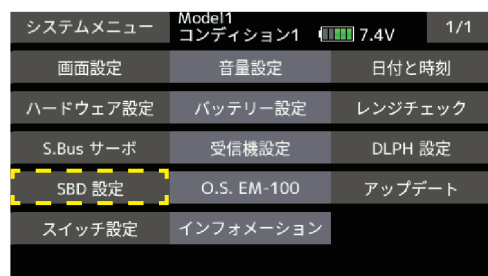 システムメニュー Model1 1/1
コンディション1 7.4V
画面設定 音量設定 日付と時刻
ハードウェア設定 バッテリー設定 レンジチェック
S.Bus サーボ 受信機設定 DLPH 設定
SBD 設定 O.S. EM-100 アップデート
スイッチ設定 インフォメーション